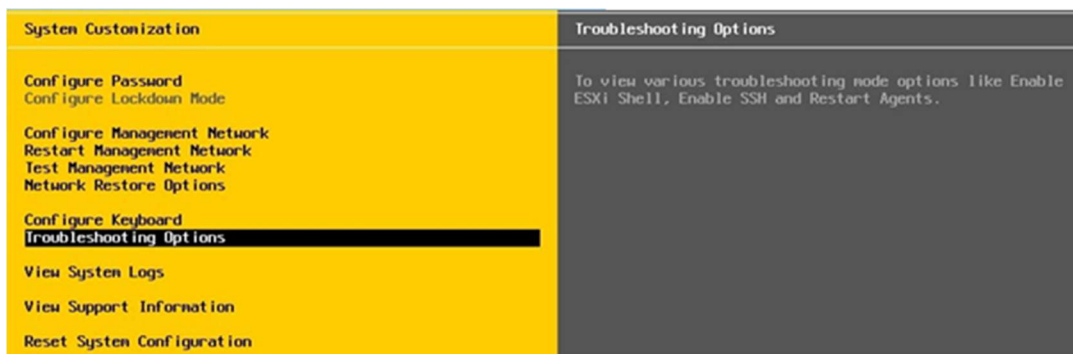 System Customization
Configure Password
Configure Lockdown Mode
Configure Management Network
Restart Management Network
Test Management Network
Network Restore Options
Configure Keyboard
Troubleshooting Options
View System Logs
View Support Information
Reset System Configuration
Troubleshooting Options
To view various troubleshooting mode options like Enable
ESXi Shell, Enable SSH and Restart Agents.